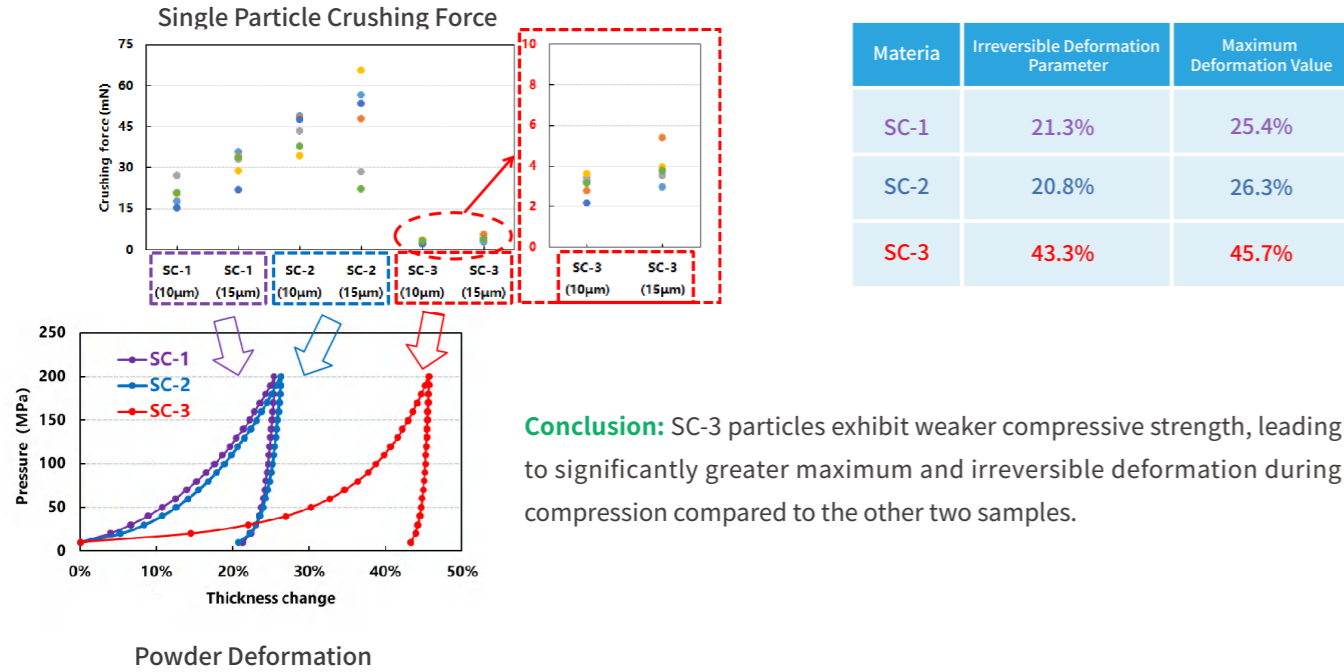 Single Particle Crushing Force
Crushing force (mN)
75
60
45
30
15
0
SC-1 SC-1 SC-2 SC-2 SC-3 SC-3
(10μm) (15μm) (10μm) (15μm) (10μm) (15μm)
10
8
6
4
2
0
SC-3 SC-3
(10μm) (15μm)
Materia Irreversible Deformation Parameter Maximum Deformation Value
SC-1 21.3% 25.4%
SC-2 20.8% 26.3%
SC-3 43.3% 45.7%
Pressure (MPa)
250
200
150
100
50
0
SC-1
SC-2
SC-3
0% 10% 20% 30% 40% 50%
Thickness change
Powder Deformation
Conclusion: SC-3 particles exhibit weaker compressive strength, leading
to significantly greater maximum and irreversible deformation during
compression compared to the other two samples.